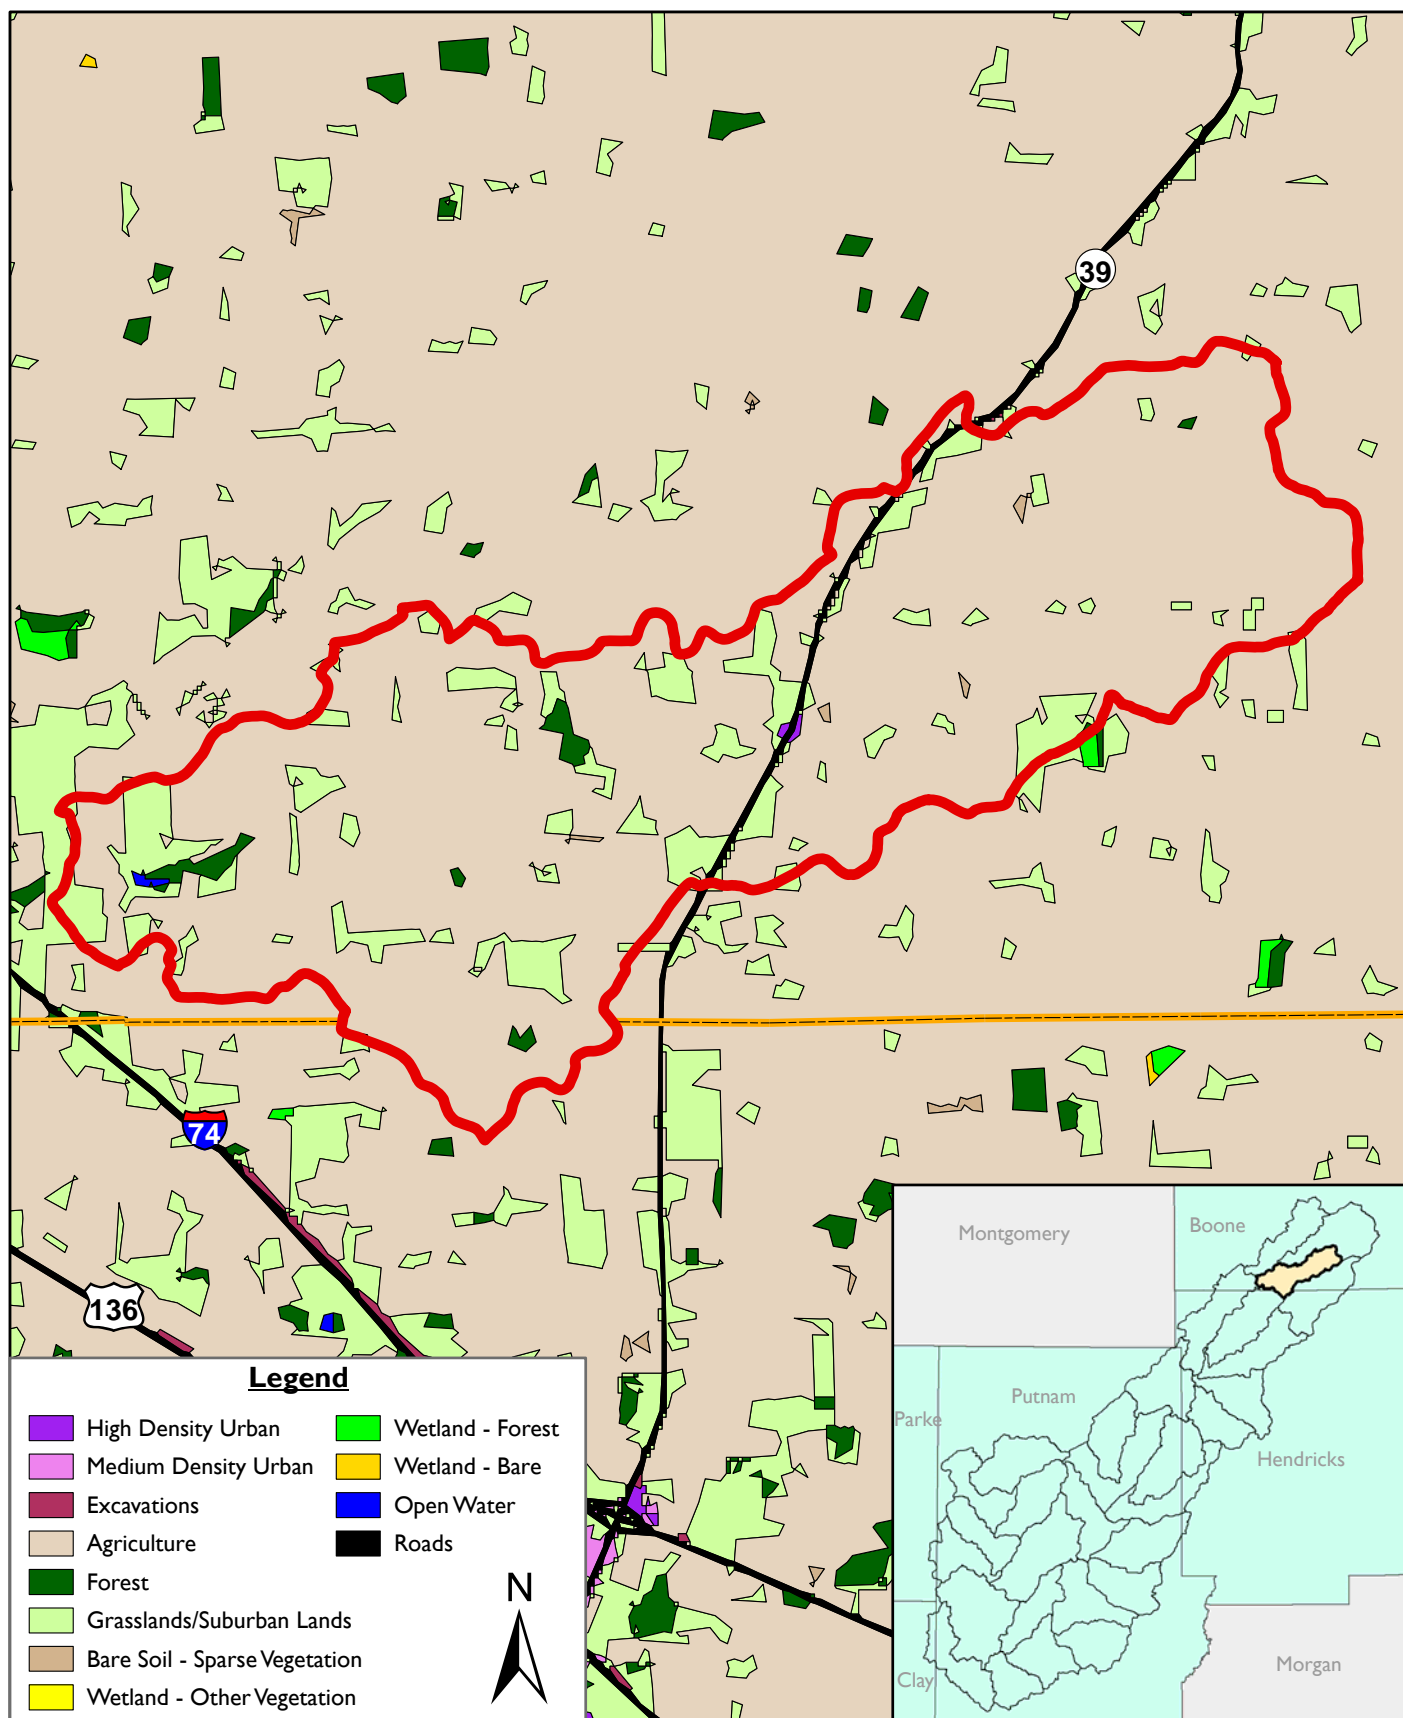 39
74
136
Montgomery
Boone
Putnam
Parke
Hendricks
Clay
Morgan
Legend
High Density Urban
Medium Density Urban
Excavations
Agriculture
Forest
Grasslands/Suburban Lands
Bare Soil - Sparse Vegetation
Wetland - Other Vegetation
Wetland - Forest
Wetland - Bare
Open Water
Roads
N